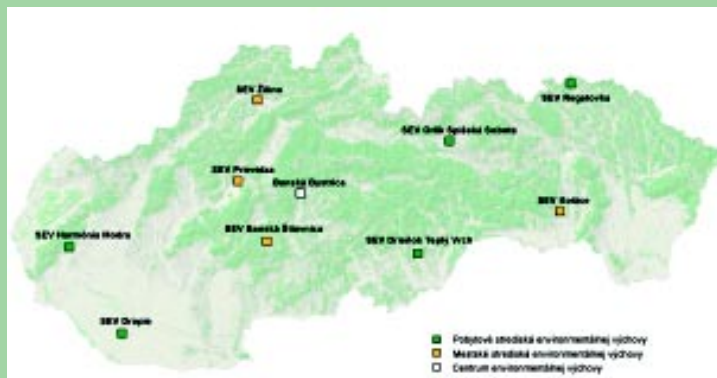 SEV Žilina
SEV Regetovka
SEV Orlík Spišská Sobota
SEV Prievidza
Banská Bystrica
SEV Košice
SEV Banská Štiavnica
SEV Drieňok Teplý Vrch
SEV Harmónia Modra
SEV Dropie
Pobytové strediská environmentálnej výchovy
Mestské strediská environmentálnej výchovy
Centrum environmentálnej výchovy